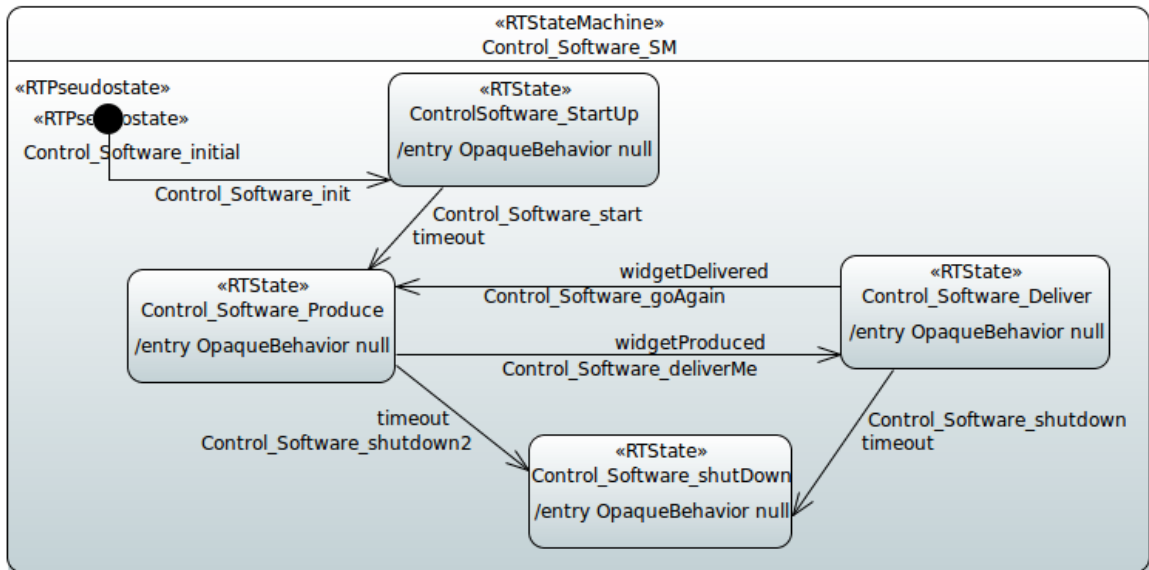 «RTStateMachine»
Control_Software_SM
«RTPseudostate»
«RTPseudostate»
Control_Software_initial
Control_Software_init
«RTState»
ControlSoftware_StartUp
/entry OpaqueBehavior null
Control_Software_start
timeout
«RTState»
Control_Software_Produce
/entry OpaqueBehavior null
widgetDelivered
Control_Software_goAgain
widgetProduced
Control_Software_deliverMe
«RTState»
Control_Software_Deliver
/entry OpaqueBehavior null
timeout
Control_Software_shutdown2
Control_Software_shutdown
timeout
«RTState»
Control_Software_shutDown
/entry OpaqueBehavior null